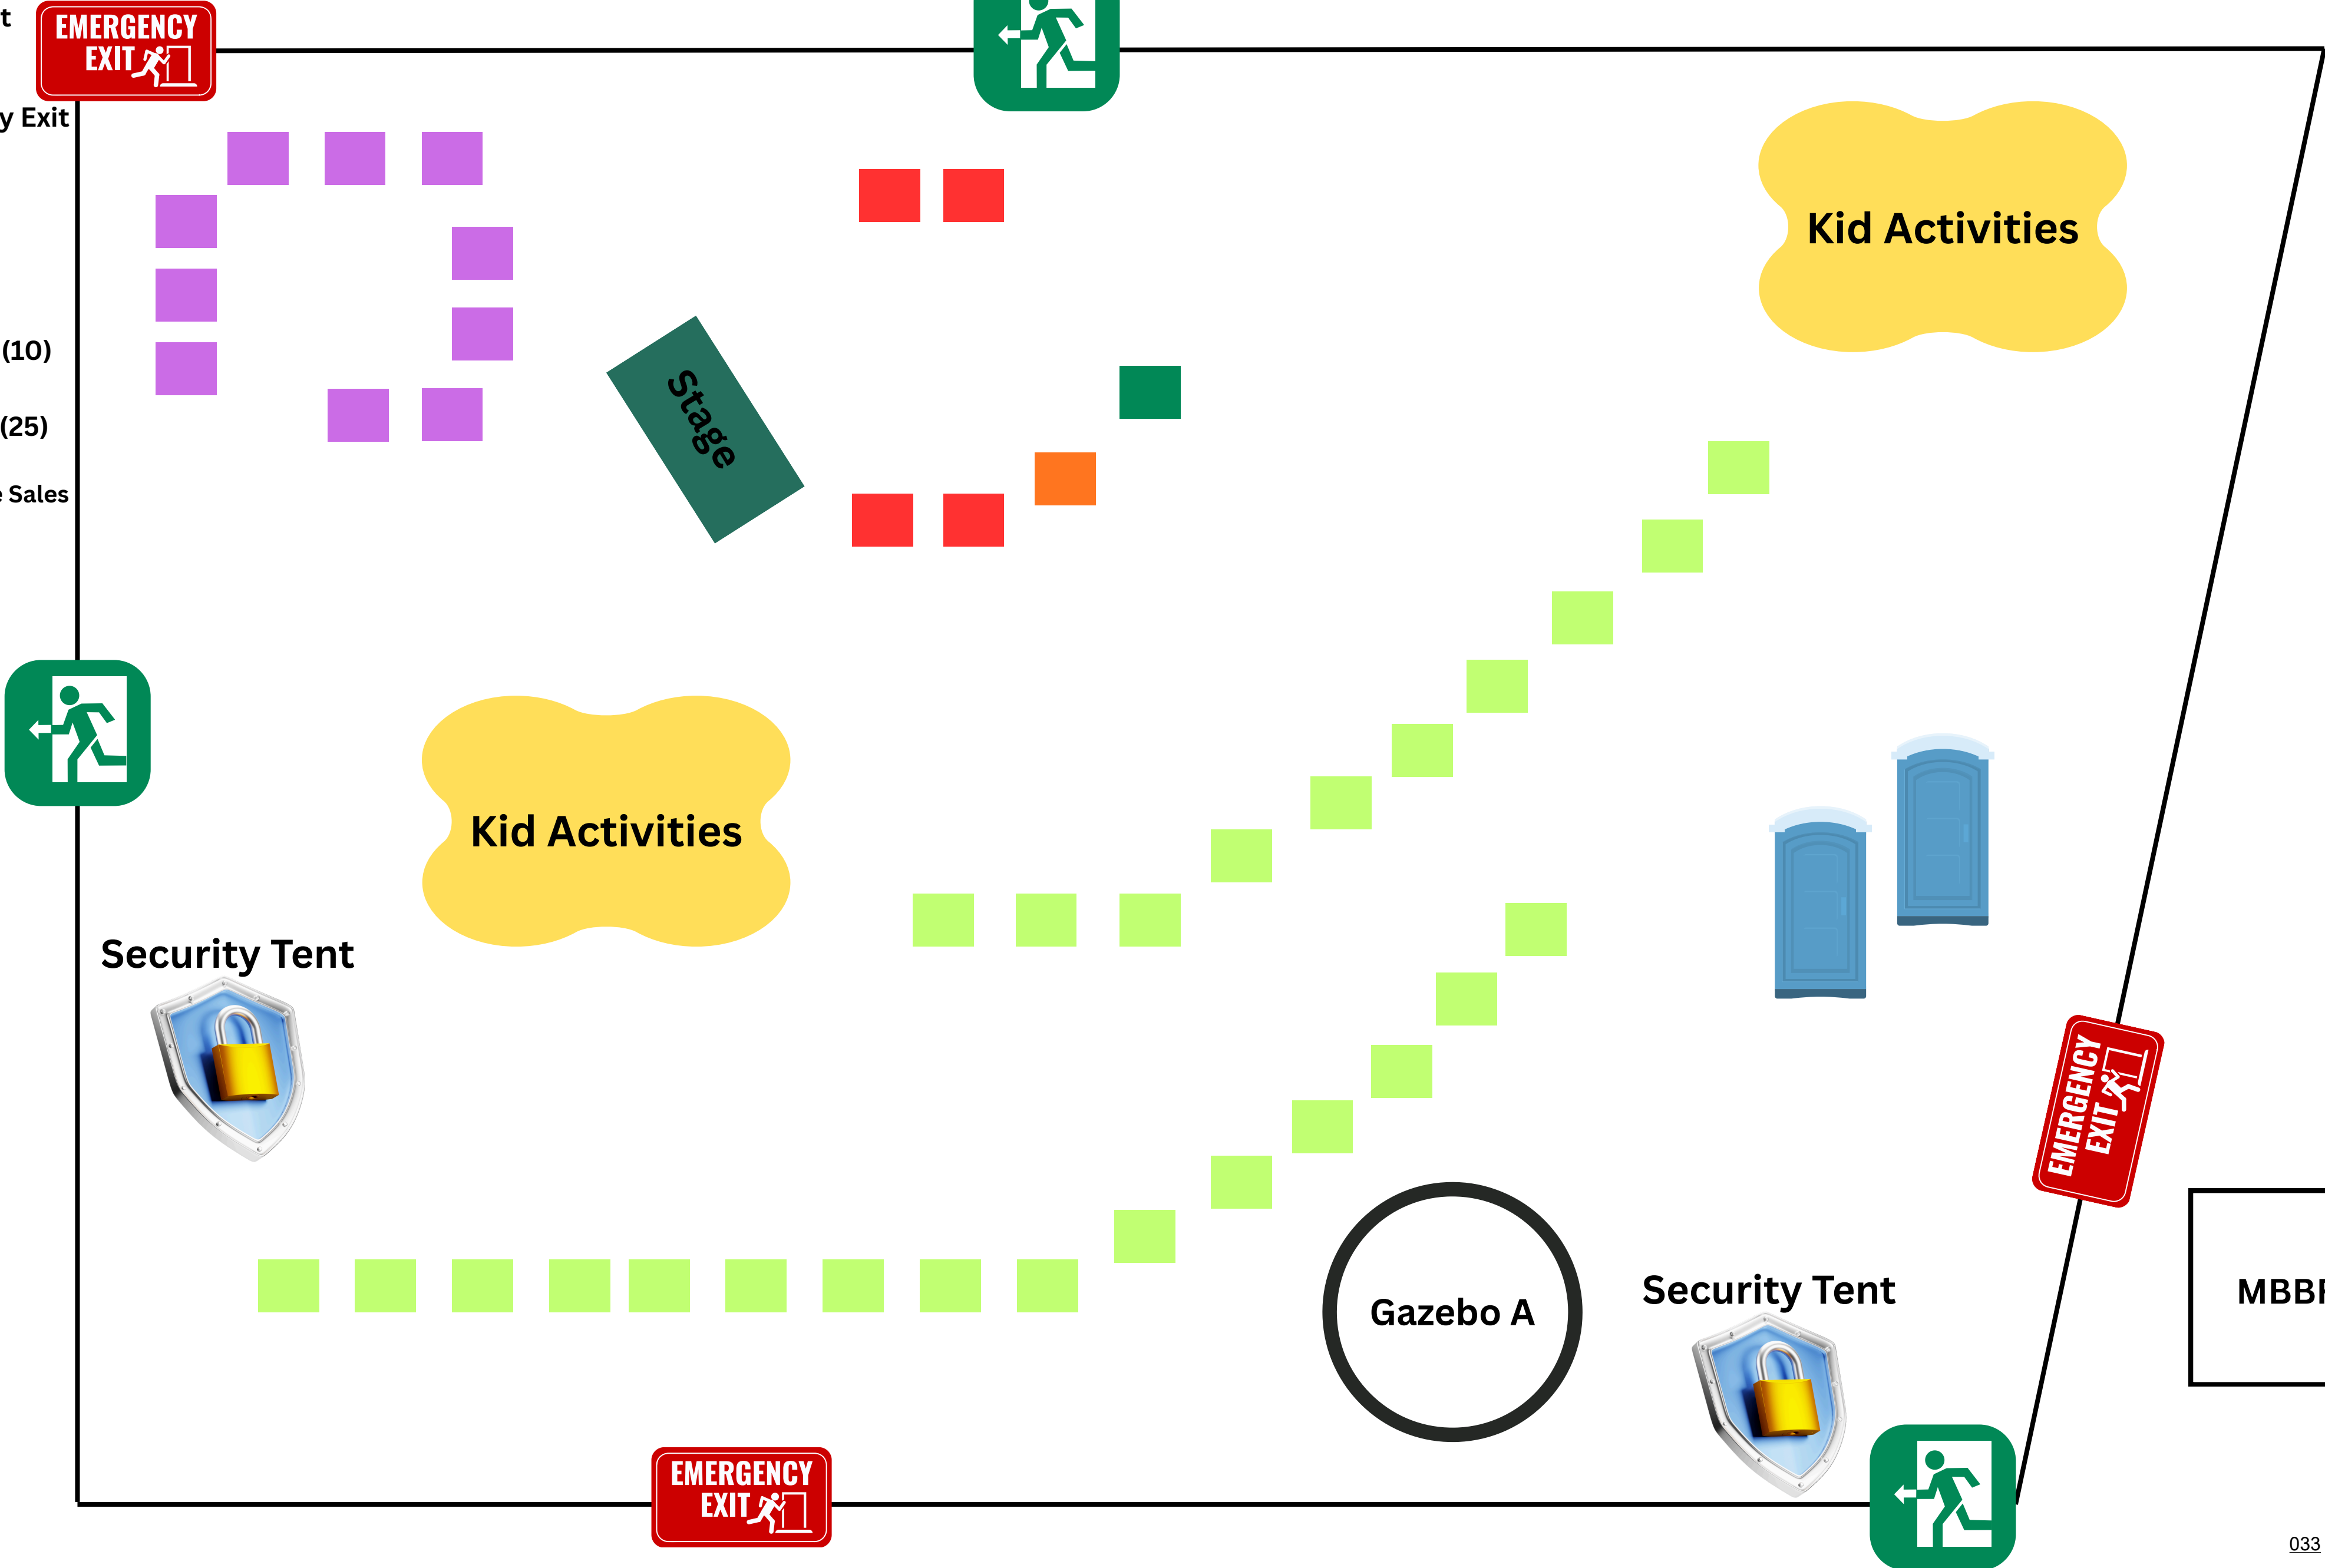 t
EMERGENCY
EXIT
y Exit
(10)
(25)
e Sales
Kid Activities
Stage
Kid Activities
Security Tent
EMERGENCY
EXIT
Gazebo A
Security Tent
MBB
EMERGENCY
EXIT
033